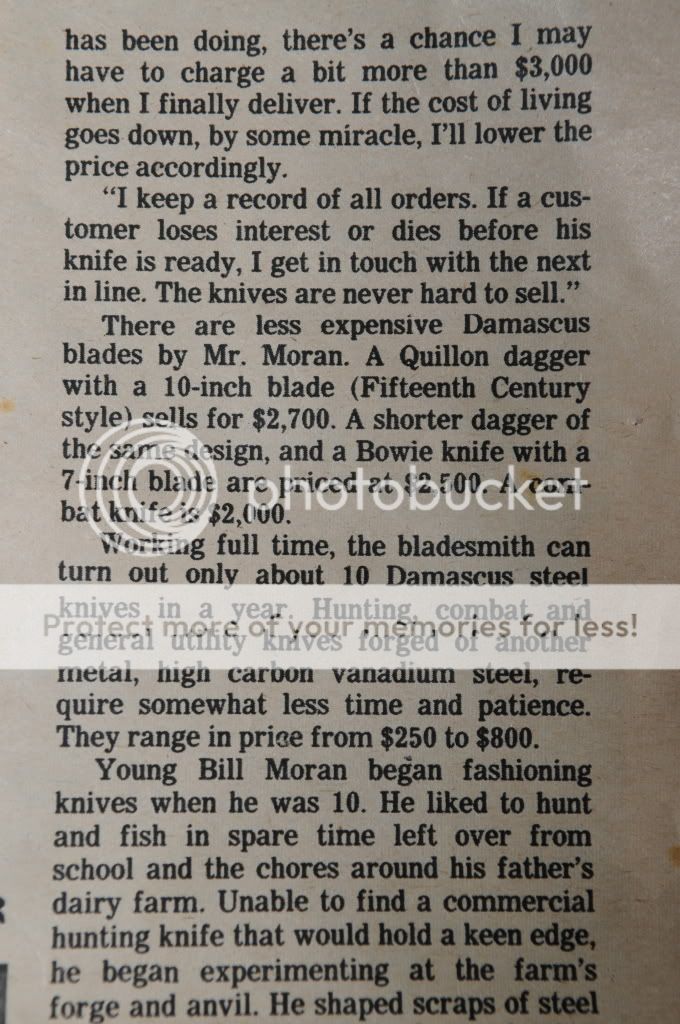 has been doing, there's a chance I may
have to charge a bit more than $3,000
when I finally deliver. If the cost of living
goes down, by some miracle, I'll lower the
price accordingly.
"I keep a record of all orders. If a cus-
tomer loses interest or dies before his
knife is ready, I get in touch with the next
in line. The knives are never hard to sell."
There are less expensive Damascus
blades by Mr. Moran. A Quillon dagger
with a 10-inch blade (Fifteenth Century
style) sells for $2,700. A shorter dagger of
the same design, and a Bowie knife with a
7-inch blade are priced at $2,500. A com-
bat knife is $2,000.
photobucket
Working full time, the bladesmith can
turn out only about 10 Damascus steel
knives in a year. Hunting, combat and
Protect more of your memories for less!
general utility knives forged of another
metal, high carbon vanadium steel, re-
quire somewhat less time and patience.
They range in price from $250 to $800.
Young Bill Moran began fashioning
knives when he was 10. He liked to hunt
and fish in spare time left over from
school and the chores around his father's
dairy farm. Unable to find a commercial
hunting knife that would hold a keen edge,
he began experimenting at the farm's
forge and anvil. He shaped scraps of steel